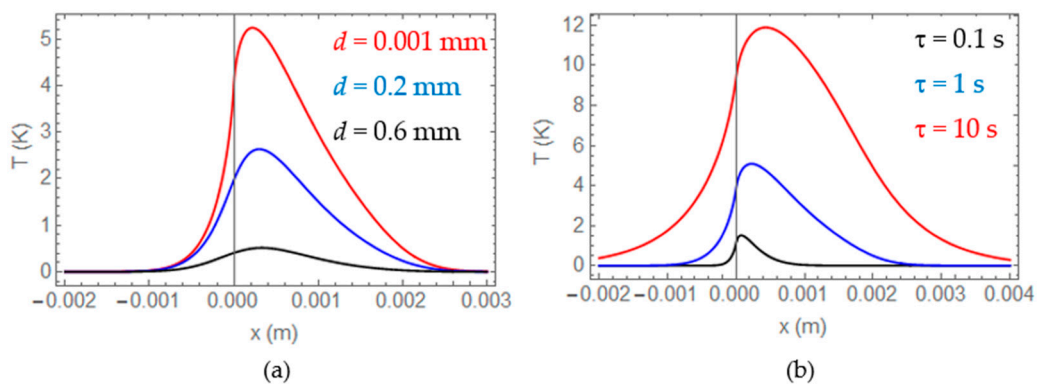 d = 0.001 mm
d = 0.2 mm
d = 0.6 mm
T (K)
5
4
3
2
1
0
−0.002 −0.001 0.000 0.001 0.002 0.003
x (m)
(a)
τ = 0.1 s
τ = 1 s
τ = 10 s
T (K)
12
10
8
6
4
2
0
−0.002 −0.001 0.000 0.001 0.002 0.003 0.004
x (m)
(b)